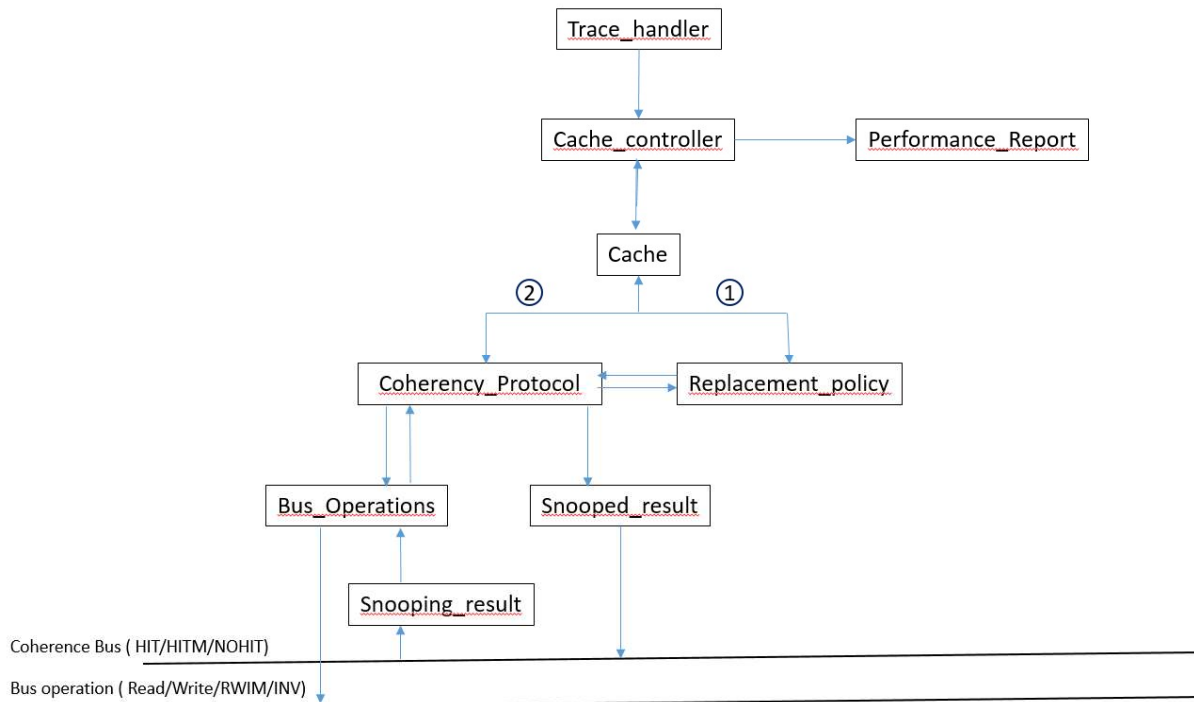 Trace_handler
Cache_controller
Performance_Report
Cache
② ①
Coherency_Protocol
Replacement_policy
Bus_Operations
Snooped_result
Snooping_result
Coherence Bus ( HIT/HITM/NOHIT)
Bus operation ( Read/Write/RWIM/INV)